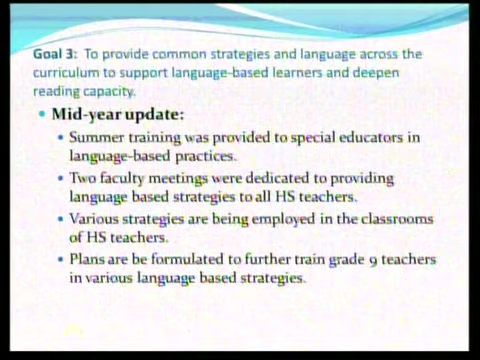 Goal 3: To provide common strategies and language across the
curriculum to support language-based learners and deepen
reading capacity.
• Mid-year update:
• Summer training was provided to special educators in
language-based practices.
• Two faculty meetings were dedicated to providing
language based strategies to all HS teachers.
• Various strategies are being employed in the classrooms
of HS teachers.
• Plans are be formulated to further train grade 9 teachers
in various language based strategies.